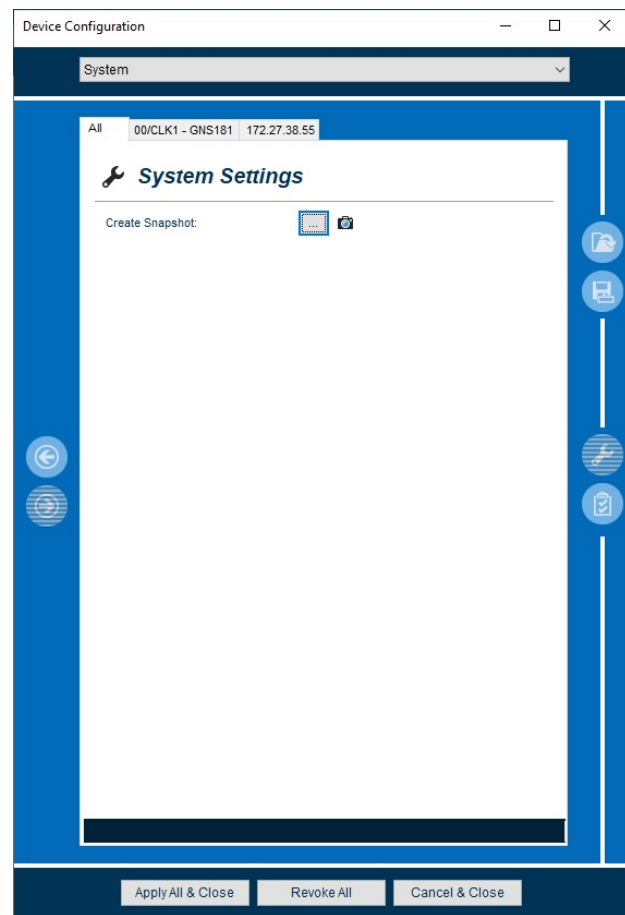 Device Configuration
System
All 00/CLK1 - GNS181 172.27.38.55
System Settings
Create Snapshot: ...
Apply All & Close Revoke All Cancel & Close